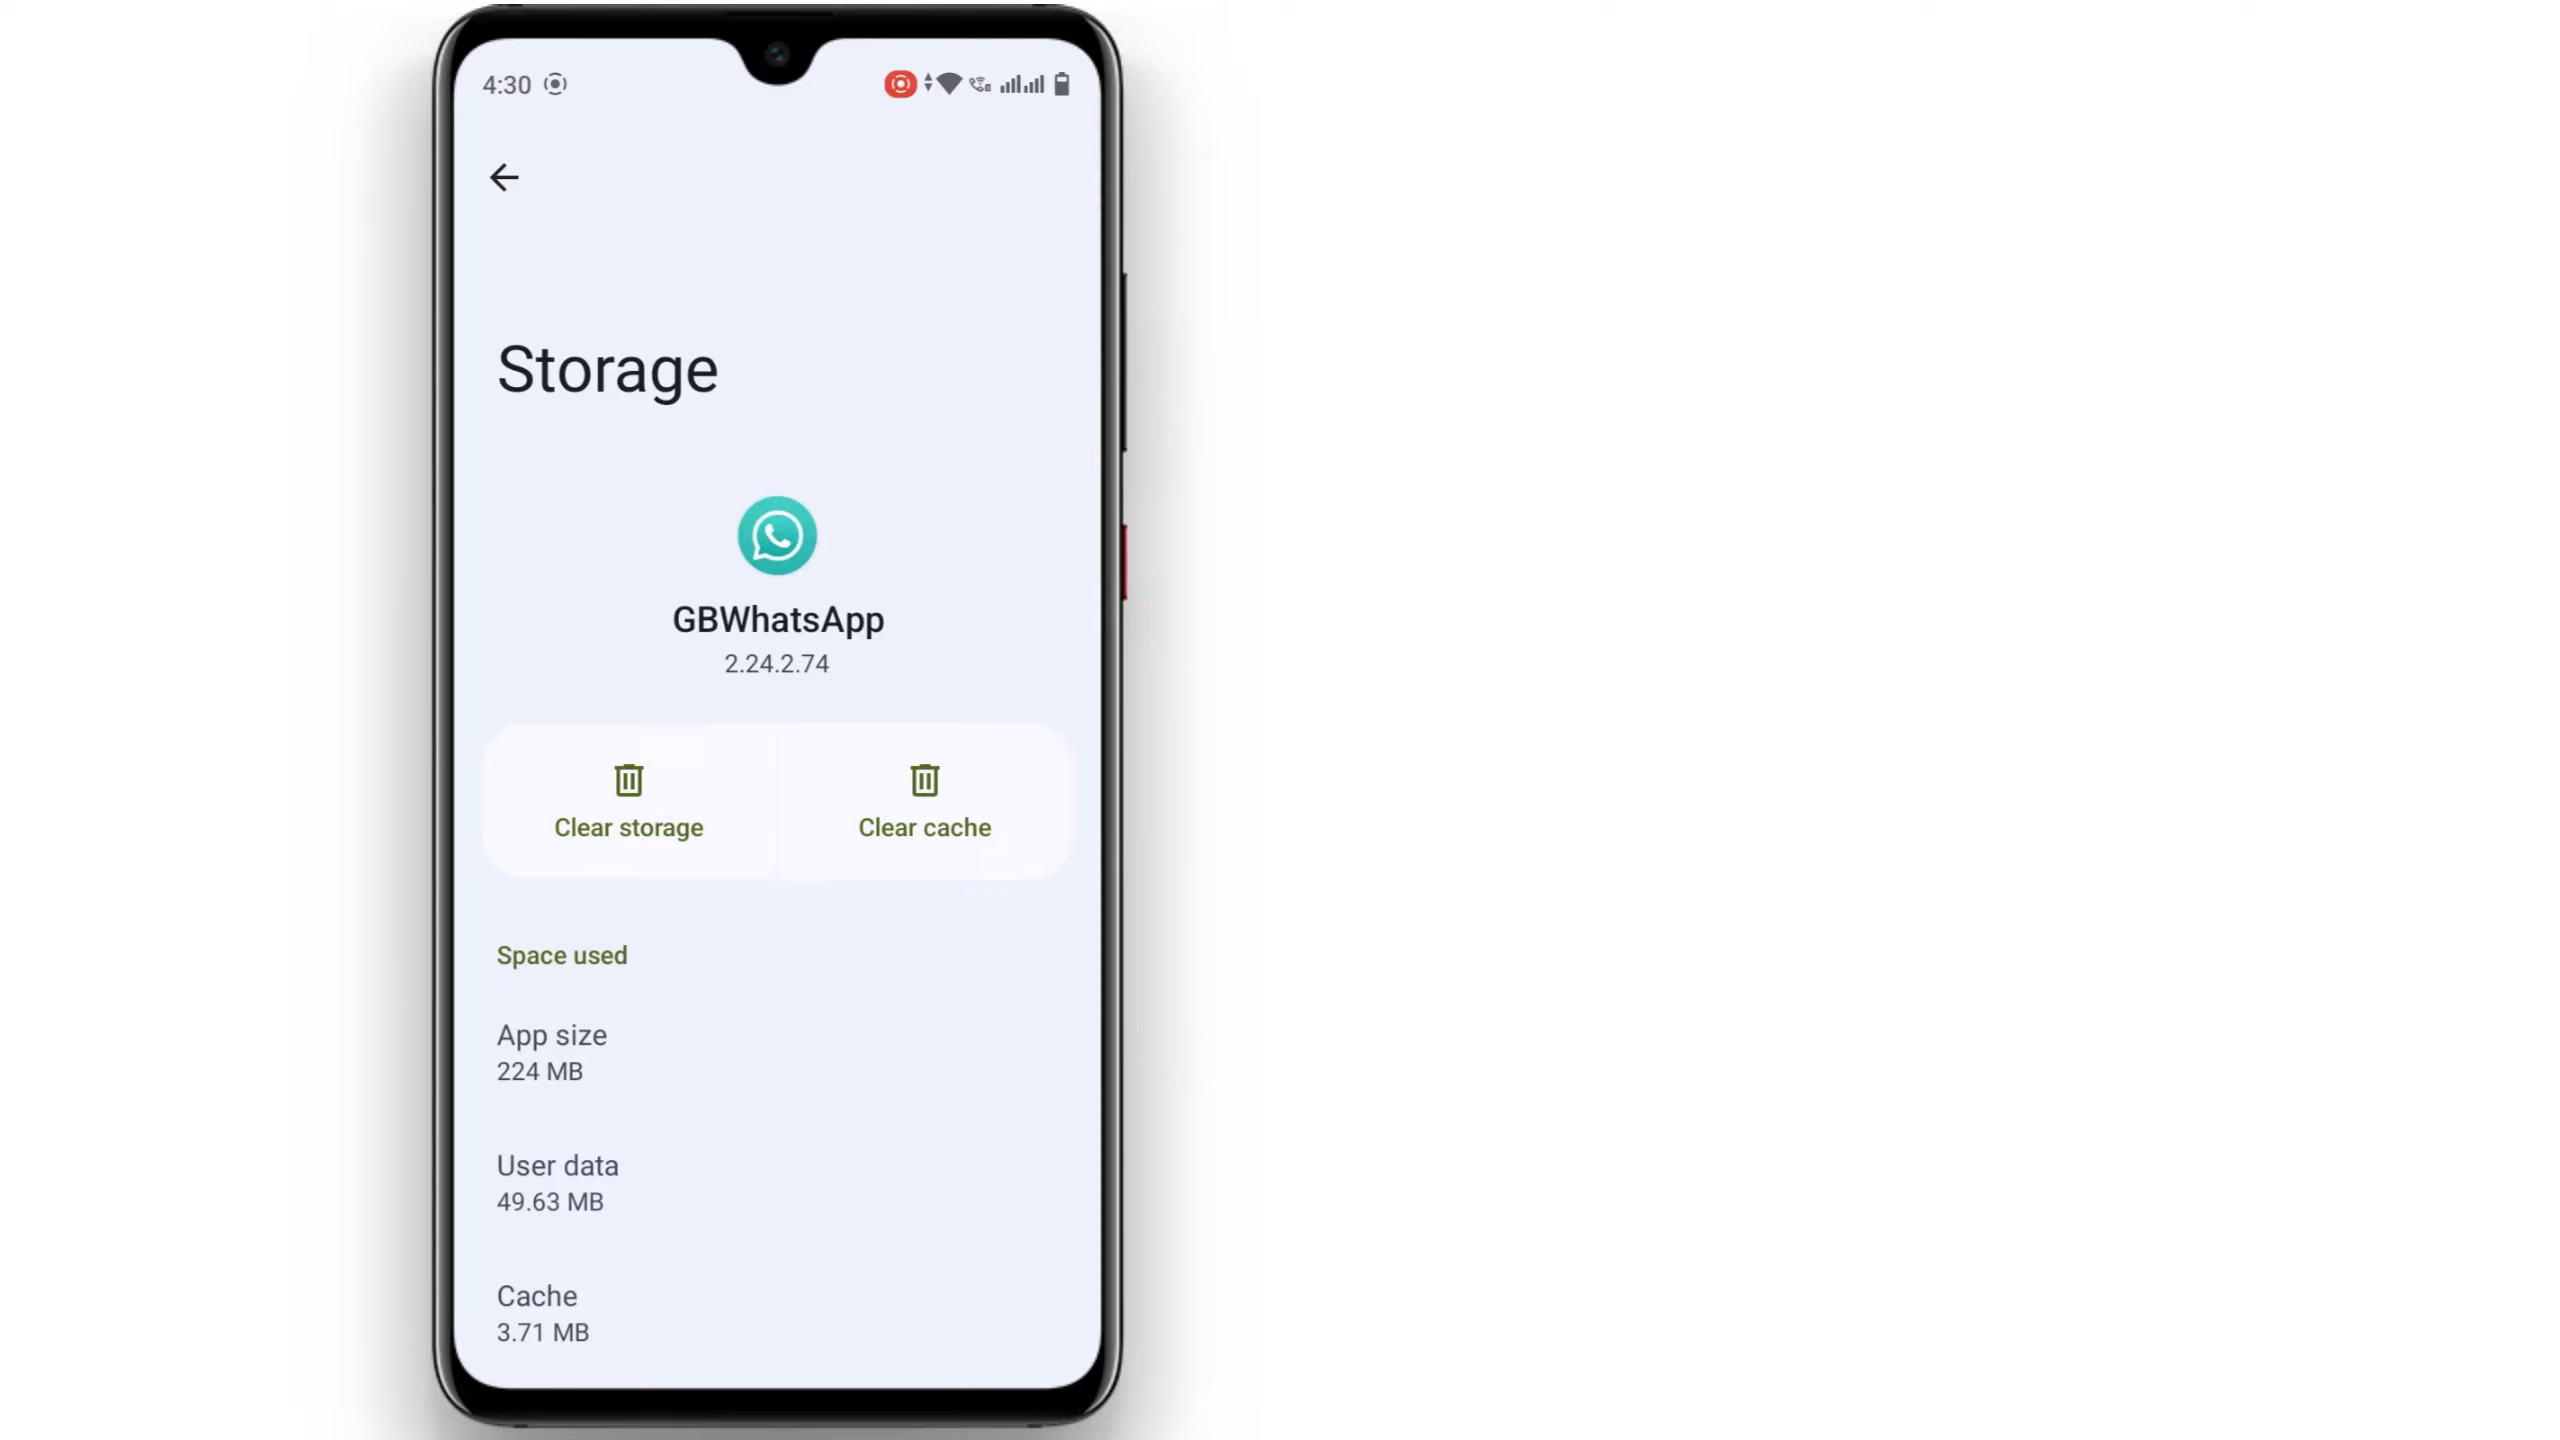 4:30
Storage
GBWhatsApp
2.24.2.74
Clear storage
Clear cache
Space used
App size
224 MB
User data
49.63 MB
Cache
3.71 MB